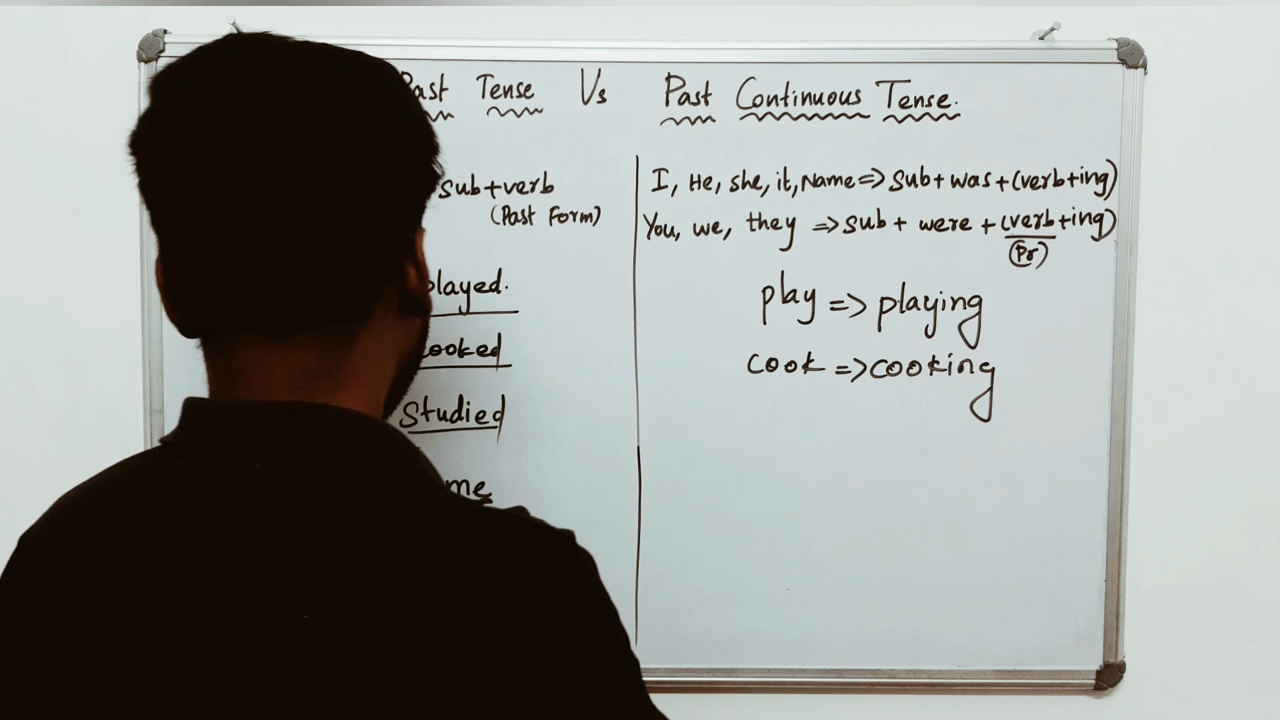 Past Tense Vs Past Continuous Tense.
sub+verb
(Past Form)
played.
cooked
Studied
I, He, she, it, Name => Sub + was + (verb+ing)
You, we, they => sub + were + (verb+ing)
(Pr)
play => playing
cook => cooking